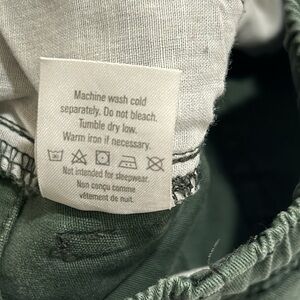 Machine wash cold
separately. Do not bleach.
Tumble dry low.
Warm iron if necessary.
Not intended for sleepwear.
Non conçu comme
vêtement de nuit.